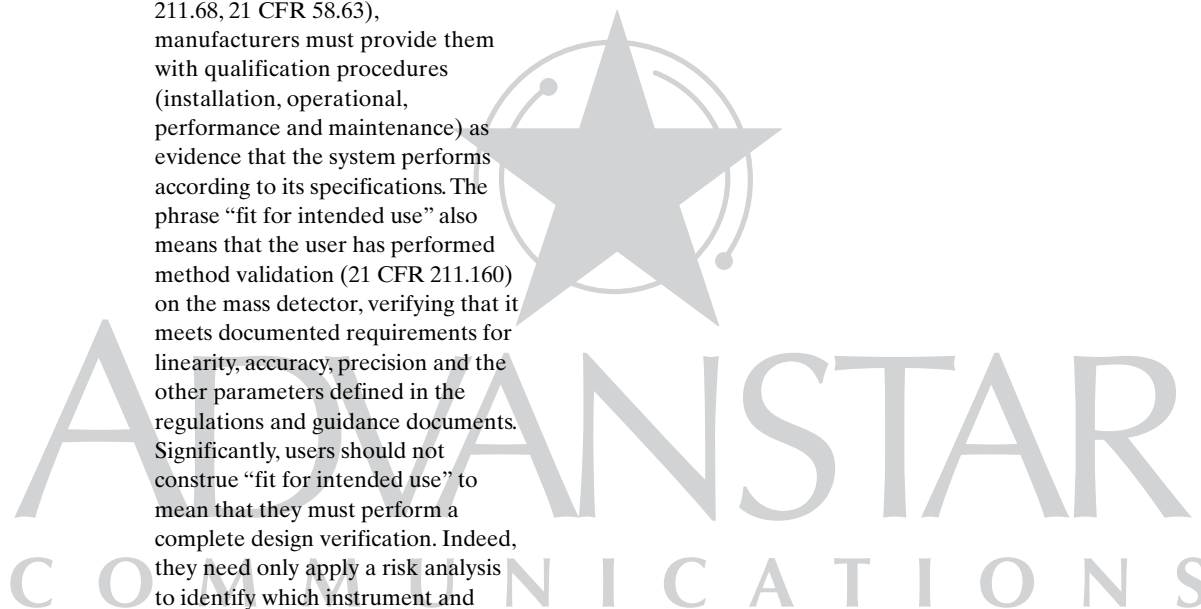 211.68, 21 CFR 58.63),
manufacturers must provide them
with qualification procedures
(installation, operational,
performance and maintenance) as
evidence that the system performs
according to its specifications. The
phrase “fit for intended use” also
means that the user has performed
method validation (21 CFR 211.160)
on the mass detector, verifying that it
meets documented requirements for
linearity, accuracy, precision and the
other parameters defined in the
regulations and guidance documents.
Significantly, users should not
construe “fit for intended use” to
mean that they must perform a
complete design verification. Indeed,
they need only apply a risk analysis
to identify which instrument and
ADVANSTAR
COMMUNICATIONS